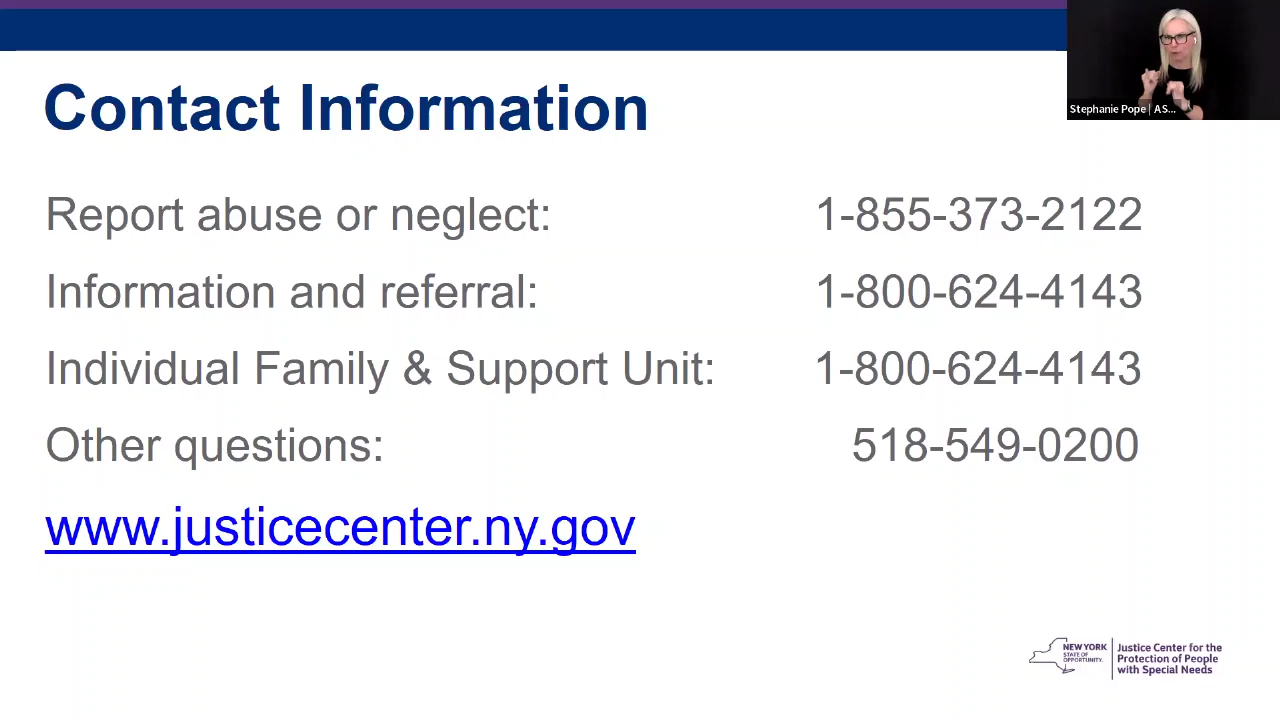 Stephanie Pope | AS...
Contact Information
Report abuse or neglect: 1-855-373-2122
Information and referral: 1-800-624-4143
Individual Family & Support Unit: 1-800-624-4143
Other questions: 518-549-0200
www.justicecenter.ny.gov
NEW YORK
STATE OF
OPPORTUNITY.
Justice Center for the
Protection of People
with Special Needs